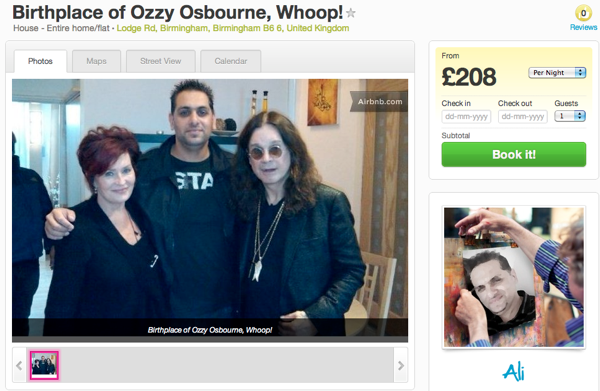 Birthplace of Ozzy Osbourne, Whoop!
House - Entire home/flat - Lodge Rd, Birmingham, Birmingham B6 6, United Kingdom
0
Reviews
Photos
Maps
Street View
Calendar
Airbnb.com
STA
Birthplace of Ozzy Osbourne, Whoop!
From
£208
Per Night
Check in
Check out
Guests
dd-mm-yyyy
dd-mm-yyyy
1
Subtotal
Book it!
Ali